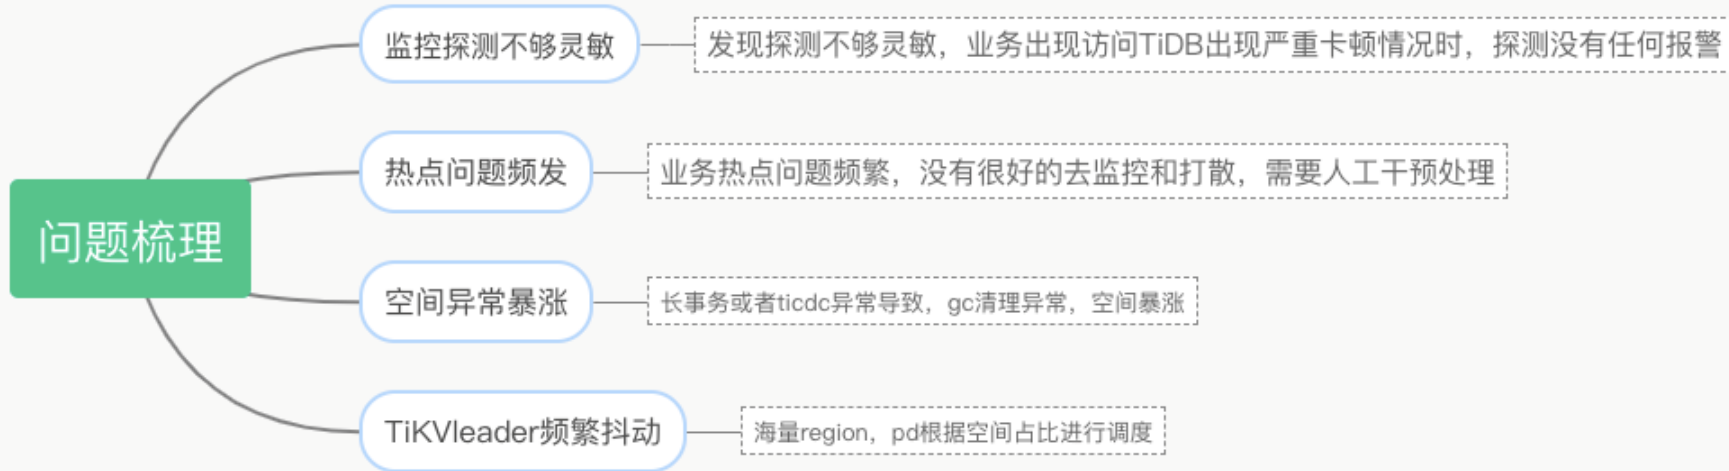 监控探测不够灵敏
发现探测不够灵敏，业务出现访问TiDB出现严重卡顿情况时，探测没有任何报警
热点问题频发
业务热点问题频繁，没有很好的去监控和打散，需要人工干预处理
问题梳理
空间异常暴涨
长事务或者ticdc异常导致，gc清理异常，空间暴涨
TiKVleader频繁抖动
海量region，pd根据空间占比进行调度